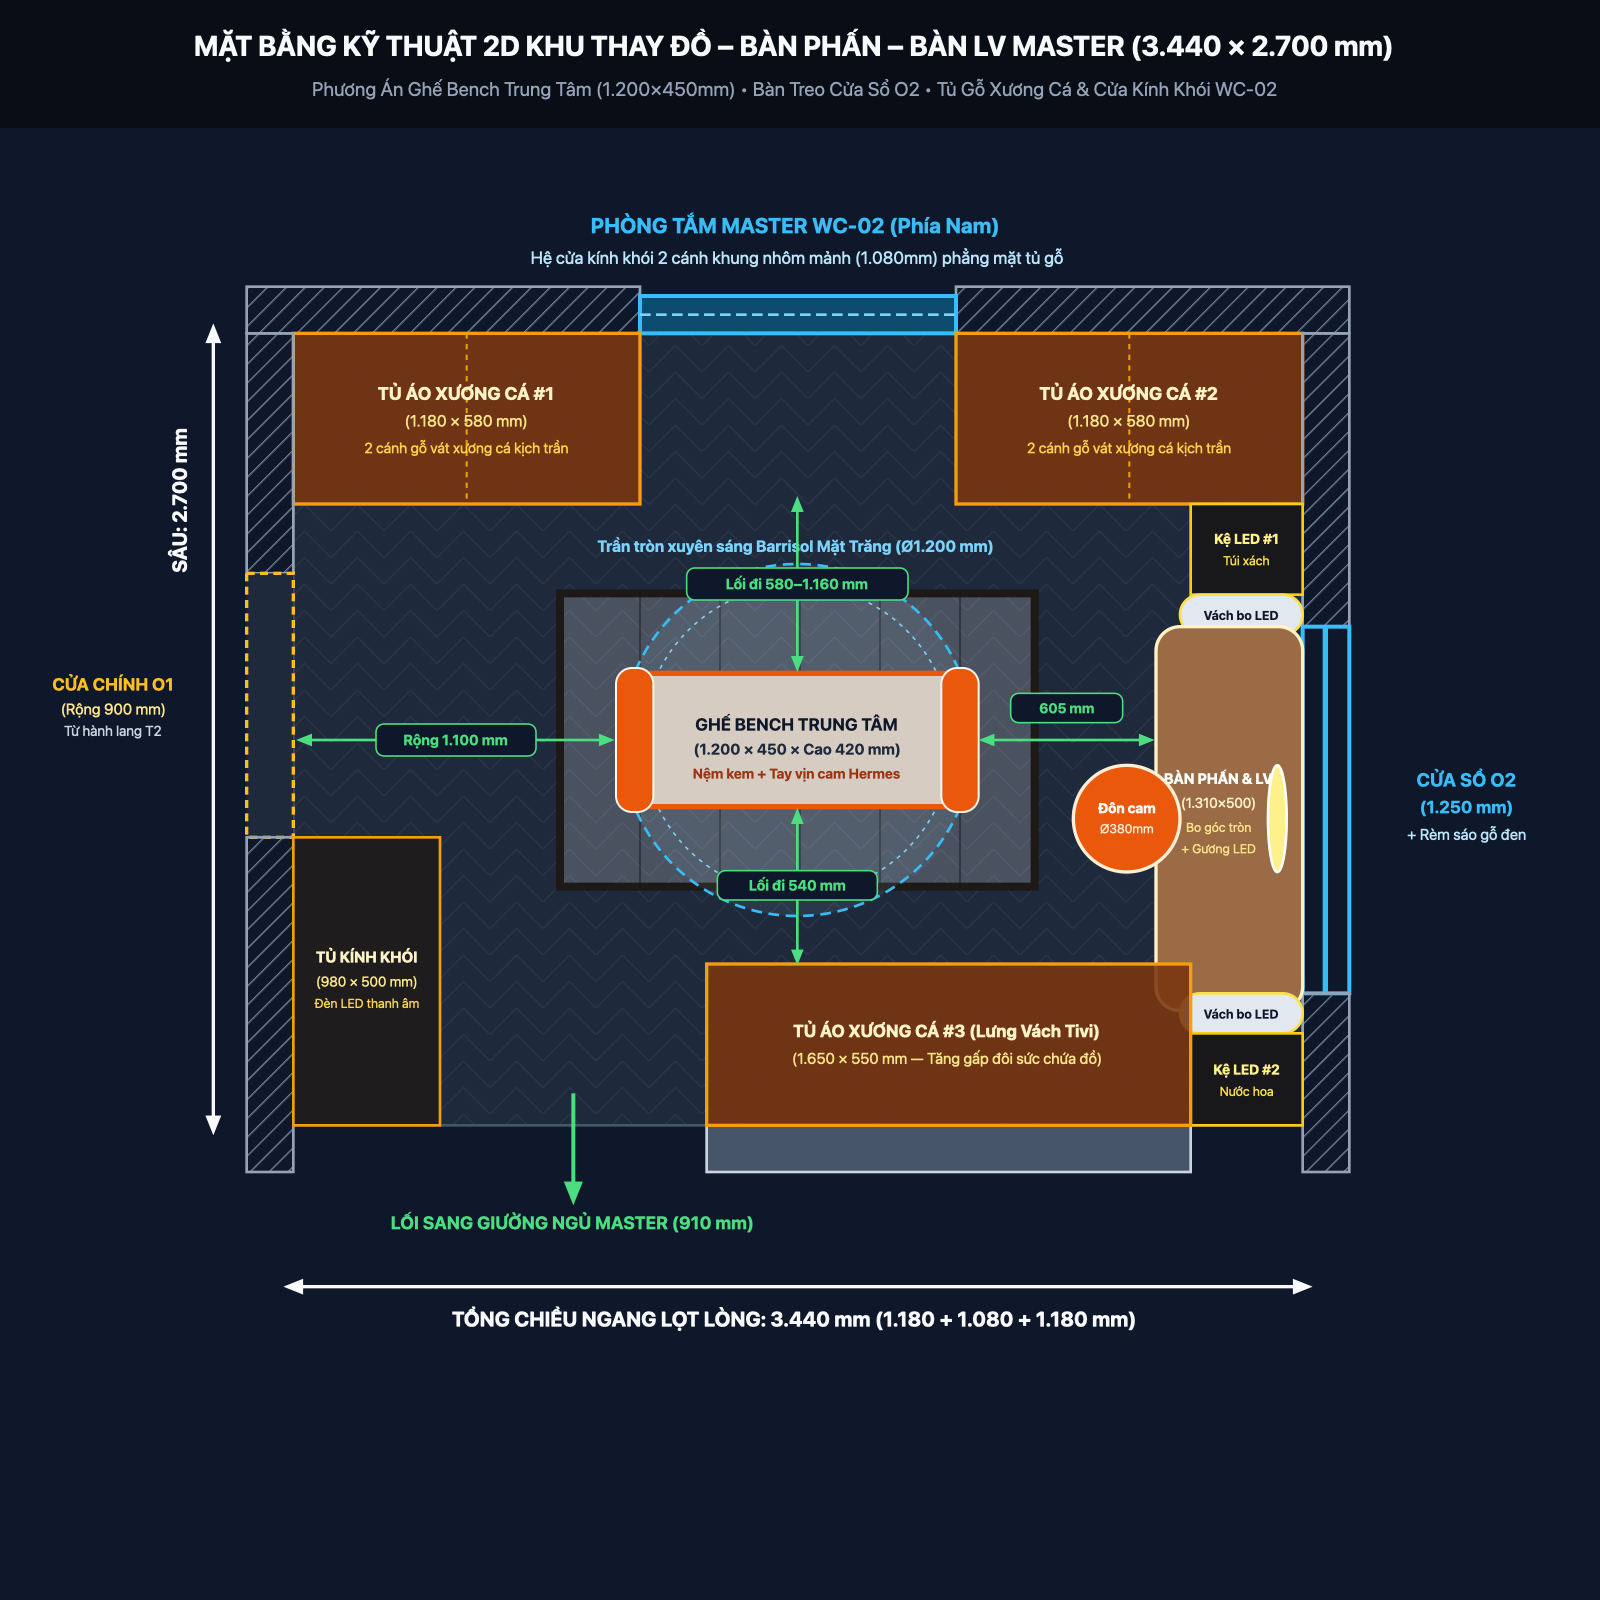 MẶT BẰNG KỸ THUẬT 2D KHU THAY ĐỒ – BÀN PHẤN – BÀN LV MASTER (3.440 × 2.700 mm)
Phương Án Ghế Bench Trung Tâm (1.200×450mm) • Bàn Treo Cửa Sổ O2 • Tủ Gỗ Xương Cá & Cửa Kính Khói WC-02
PHÒNG TẮM MASTER WC-02 (Phía Nam)
Hệ cửa kính khói 2 cánh khung nhôm mảnh (1.080mm) phẳng mặt tủ gỗ
TỦ ÁO XƯƠNG CÁ #1
(1.180 × 580 mm)
2 cánh gỗ vát xương cá kịch trần
TỦ ÁO XƯƠNG CÁ #2
(1.180 × 580 mm)
2 cánh gỗ vát xương cá kịch trần
SÂU: 2.700 mm
Kệ LED #1
Túi xách
Trần tròn xuyên sáng Barrisol Mặt Trăng (Ø1.200 mm)
Lối đi 580–1.160 mm
Vách bo LED
CỬA CHÍNH O1
(Rộng 900 mm)
Từ hành lang T2
Rộng 1.100 mm
GHẾ BENCH TRUNG TÂM
(1.200 × 450 × Cao 420 mm)
Nệm kem + Tay vịn cam Hermes
605 mm
Đôn cam
Ø380mm
BÀN PHẤN & LV
(1.310×500)
Bo góc tròn
+ Gương LED
CỬA SỔ O2
(1.250 mm)
+ Rèm sáo gỗ đen
Lối đi 540 mm
TỦ KÍNH KHÓI
(980 × 500 mm)
Đèn LED thanh âm
TỦ ÁO XƯƠNG CÁ #3 (Lưng Vách Tivi)
(1.650 × 550 mm — Tăng gấp đôi sức chứa đồ)
Vách bo LED
Kệ LED #2
Nước hoa
LỐI SANG GIƯỜNG NGỦ MASTER (910 mm)
TỔNG CHIỀU NGANG LỌT LÒNG: 3.440 mm (1.180 + 1.080 + 1.180 mm)